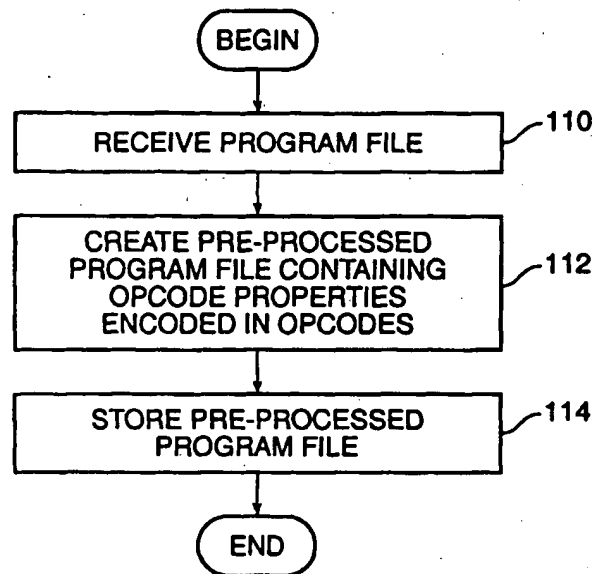 BEGIN
RECEIVE PROGRAM FILE
110
CREATE PRE-PROCESSED
PROGRAM FILE CONTAINING
OPCODE PROPERTIES
ENCODED IN OPCODES
112
STORE PRE-PROCESSED
PROGRAM FILE
114
END